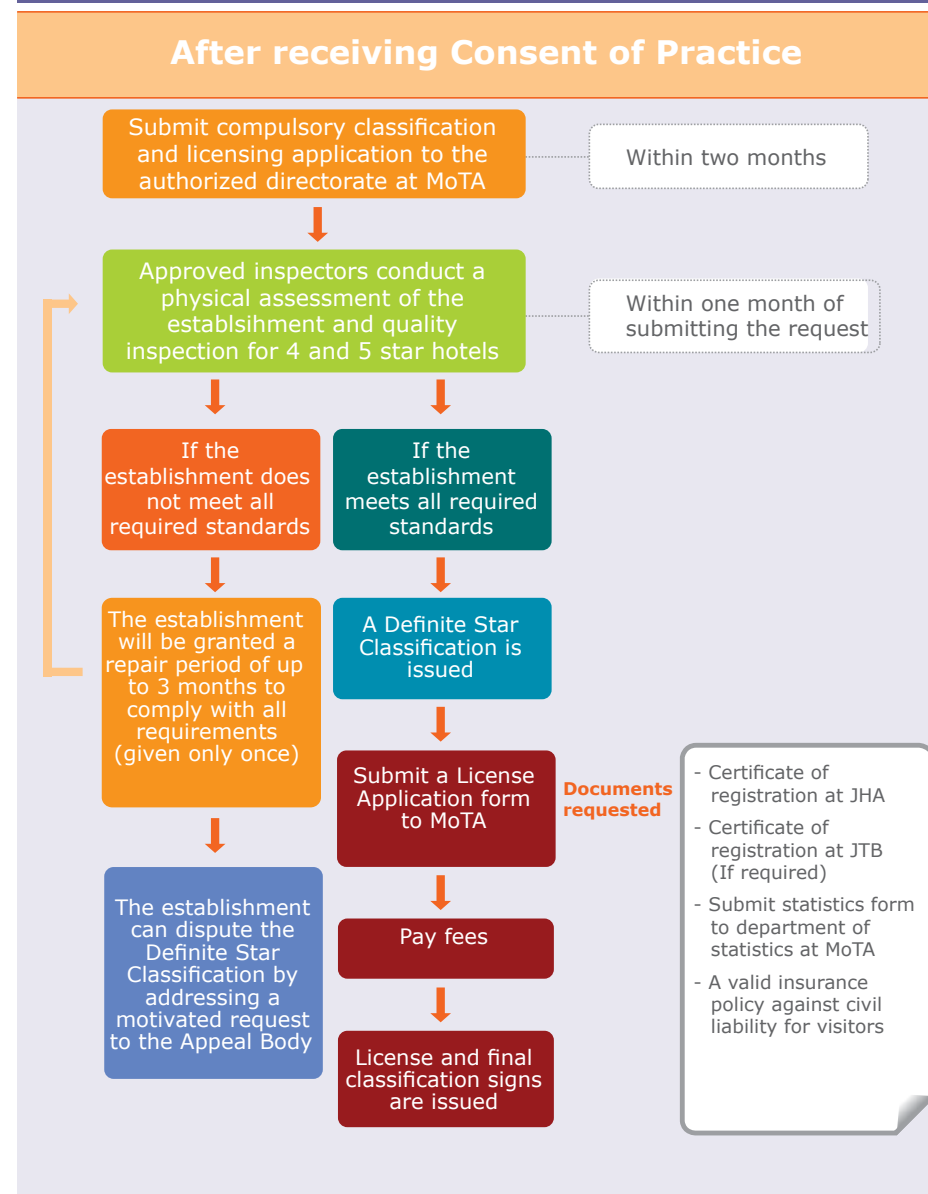 After receiving Consent of Practice
Submit compulsory classification
and licensing application to the
authorized directorate at MoTA
Within two months
Approved inspectors conduct a
physical assessment of the
establsihment and quality
inspection for 4 and 5 star hotels
Within one month of
submitting the request
If the
establishment does
not meet all
required standards
If the
establishment
meets all required
standards
The establishment
will be granted a
repair period of up
to 3 months to
comply with all
requirements
(given only once)
A Definite Star
Classification is
issued
Submit a License
Application form
to MoTA
Documents
requested
- Certificate of
registration at JHA
- Certificate of
registration at JTB
(If required)
- Submit statistics form
to department of
statistics at MoTA
- A valid insurance
policy against civil
liability for visitors
The establishment
can dispute the
Definite Star
Classification by
addressing a
motivated request
to the Appeal Body
Pay fees
License and final
classification signs
are issued